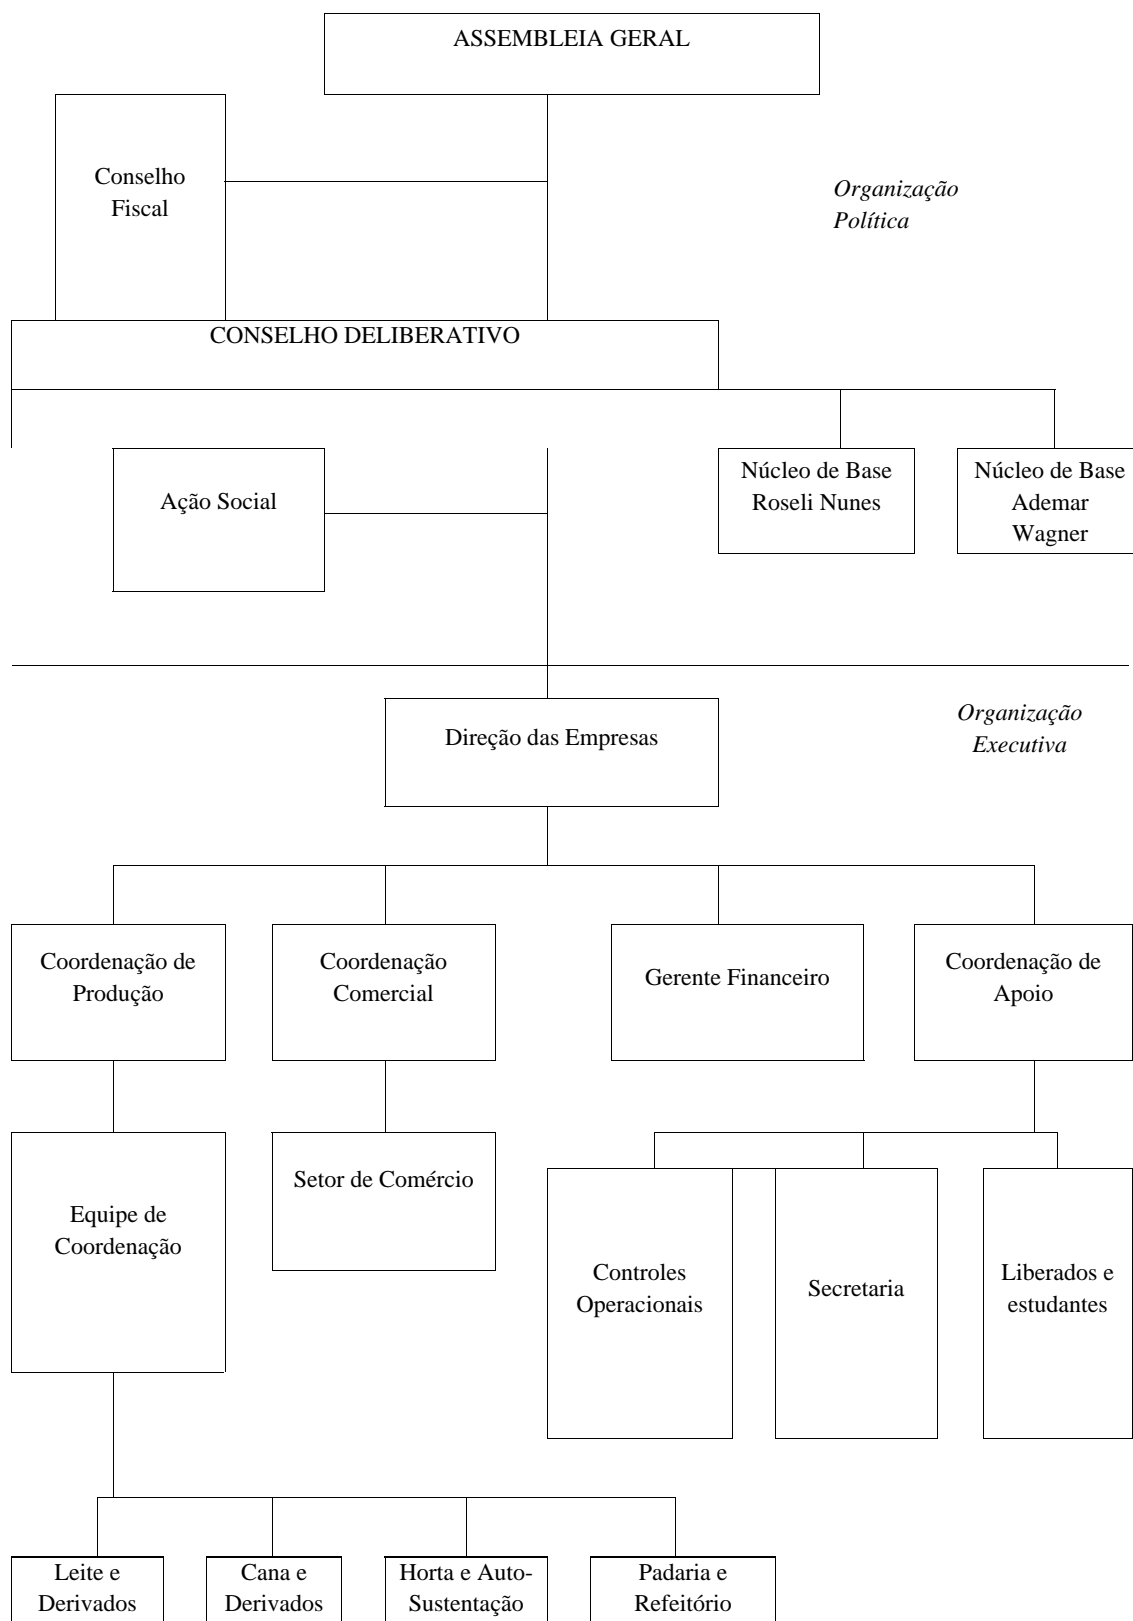 ASSEMBLEIA GERAL
Conselho
Fiscal
Organização
Política
CONSELHO DELIBERATIVO
Ação Social
Núcleo de Base
Roseli Nunes
Núcleo de Base
Ademar
Wagner
Direção das Empresas
Organização
Executiva
Coordenação de
Produção
Coordenação
Comercial
Gerente Financeiro
Coordenação de
Apoio
Equipe de
Coordenação
Setor de Comércio
Controles
Operacionais
Secretaria
Liberados e
estudantes
Leite e
Derivados
Cana e
Derivados
Horta e Auto-
Sustentação
Padaria e
Refeitório